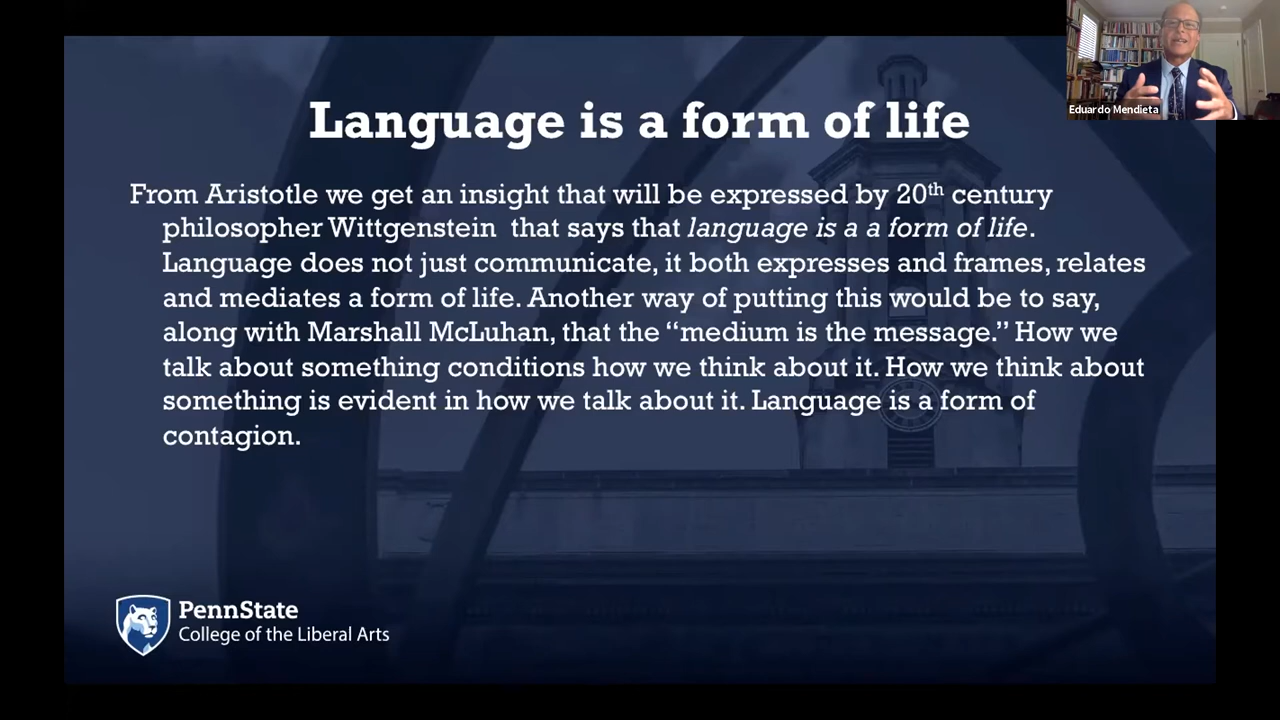 Eduardo Mendieta
Language is a form of life
From Aristotle we get an insight that will be expressed by 20th century
philosopher Wittgenstein that says that language is a a form of life.
Language does not just communicate, it both expresses and frames, relates
and mediates a form of life. Another way of putting this would be to say,
along with Marshall McLuhan, that the “medium is the message.” How we
talk about something conditions how we think about it. How we think about
something is evident in how we talk about it. Language is a form of
contagion.
PennState
College of the Liberal Arts